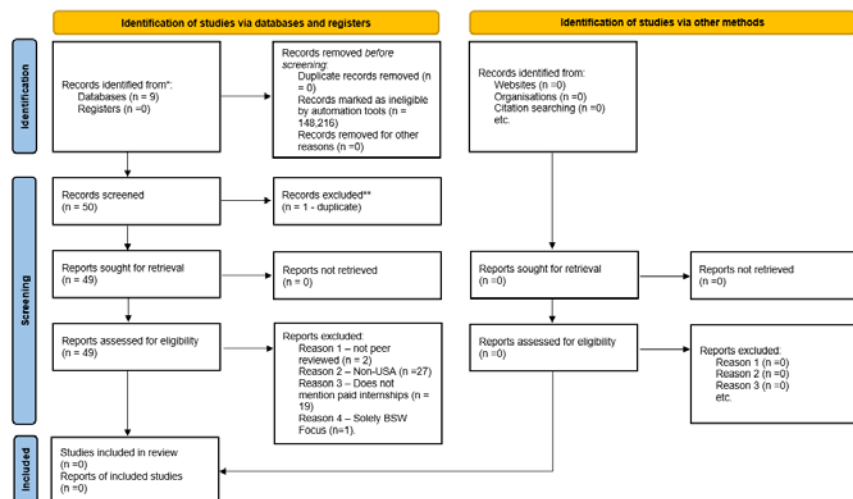 Identification of studies via databases and registers
Identification of studies via other methods
Identification
Records identified from*:
Databases (n = 9)
Registers (n =0)
Records removed before
screening:
Duplicate records removed (n
= 0)
Records marked as ineligible
by automation tools (n =
148,216)
Records removed for other
reasons (n =0)
Records identified from:
Websites (n =0)
Organisations (n =0)
Citation searching (n =0)
etc.
Screening
Records screened
(n = 50)
Records excluded**
(n = 1 - duplicate)
Reports sought for retrieval
(n = 49)
Reports not retrieved
(n = 0)
Reports sought for retrieval
(n =0)
Reports not retrieved
(n =0)
Reports assessed for eligibility
(n = 49)
Reports excluded:
Reason 1 – not peer
reviewed (n = 2)
Reason 2 – Non-USA (n =27)
Reason 3 – Does not
mention paid internships (n =
19)
Reason 4 – Solely BSW
Focus (n=1).
Reports assessed for eligibility
(n =0)
Reports excluded:
Reason 1 (n =0)
Reason 2 (n =0)
Reason 3 (n =0)
etc.
Included
Studies included in review
(n =0)
Reports of included studies
(n =0)